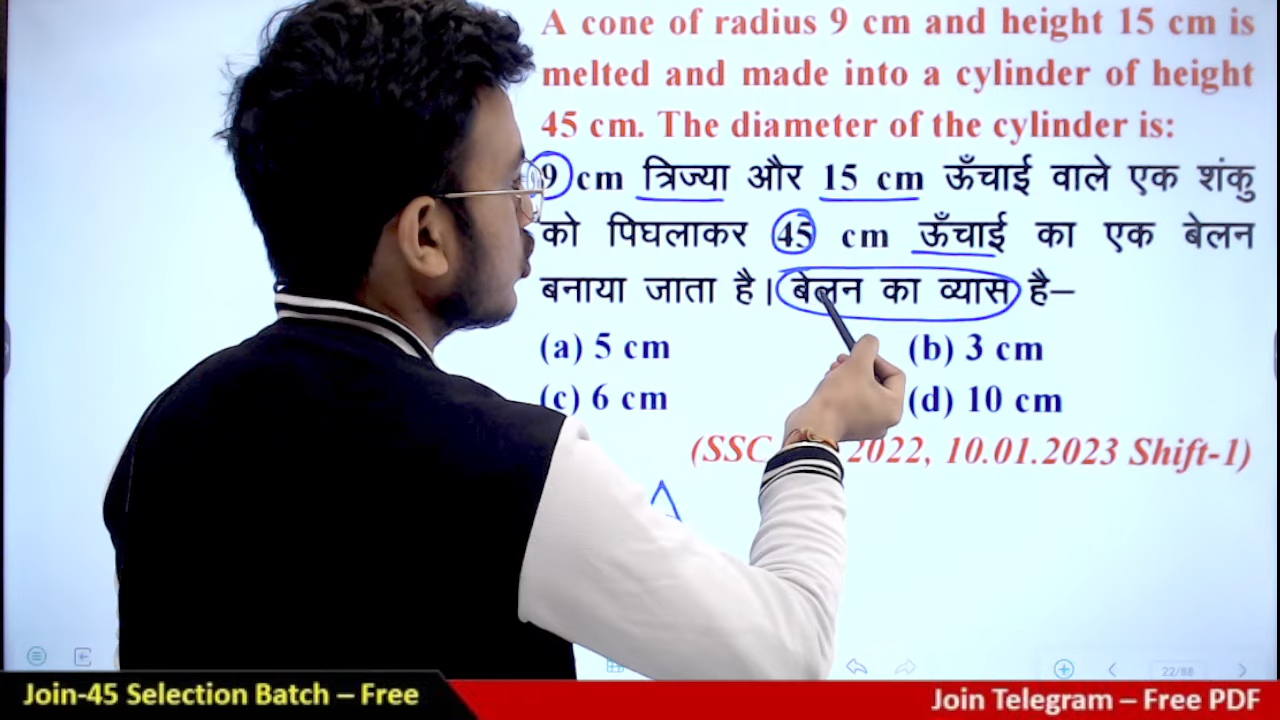 A cone of radius 9 cm and height 15 cm is
melted and made into a cylinder of height
45 cm. The diameter of the cylinder is:
9 cm त्रिज्या और 15 cm ऊँचाई वाले एक शंकु
को पिघलाकर 45 cm ऊँचाई का एक बेलन
बनाया जाता है। बेलन का व्यास है–
(a) 5 cm (b) 3 cm
(c) 6 cm (d) 10 cm
(SSC 2022, 10.01.2023 Shift-1)
22/88
Join-45 Selection Batch – Free
Join Telegram – Free PDF